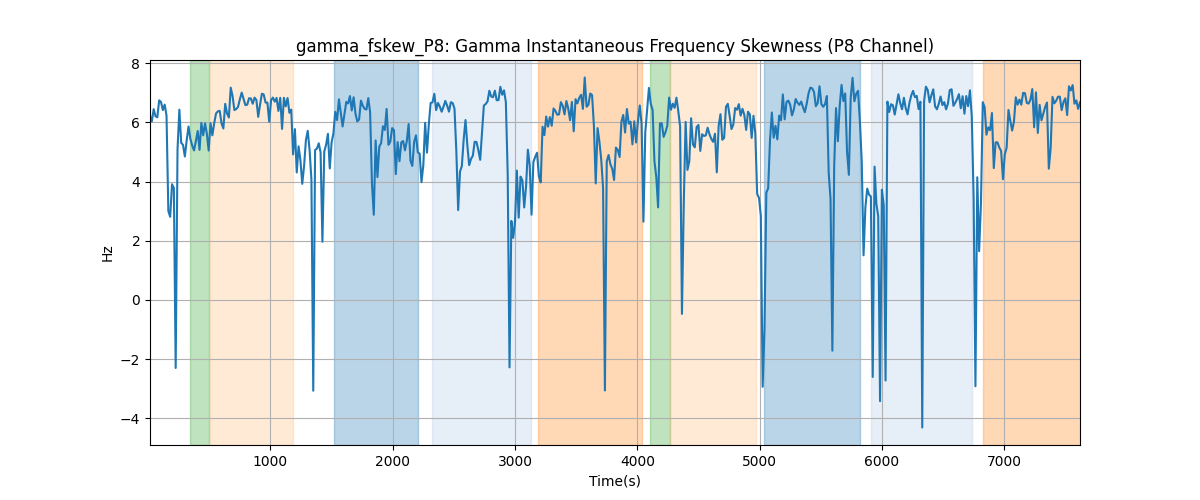 gamma_fskew_P8: Gamma Instantaneous Frequency Skewness (P8 Channel)
8
6
4
2
0
−2
−4
Hz
1000 2000 3000 4000 5000 6000 7000
Time(s)